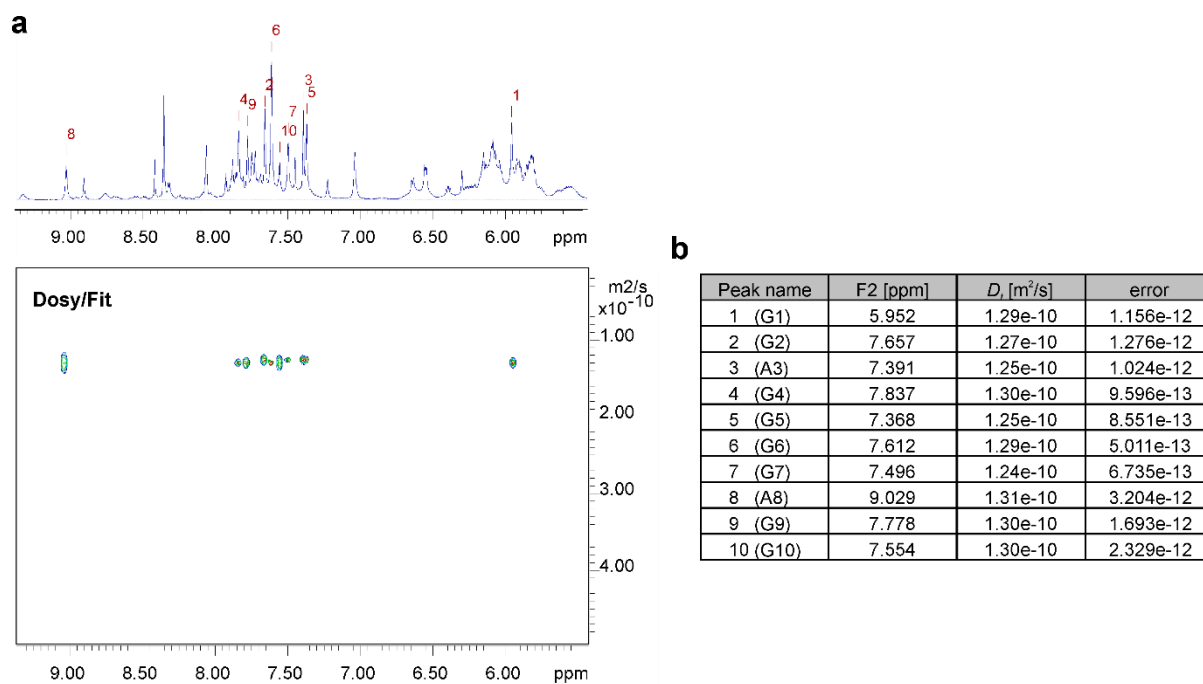 a
6
4 9 2 3
5
7
10
1
8
9.00 8.50 8.00 7.50 7.00 6.50 6.00 ppm
b
Dosy/Fit
m2/s
x10-10
1.00
2.00
3.00
4.00
9.00 8.00 7.00 6.00 ppm
Peak name F2 [ppm] D, [m²/s] error
1 (G1) 5.952 1.29e-10 1.156e-12
2 (G2) 7.657 1.27e-10 1.276e-12
3 (A3) 7.391 1.25e-10 1.024e-12
4 (G4) 7.837 1.30e-10 9.596e-13
5 (G5) 7.368 1.25e-10 8.551e-13
6 (G6) 7.612 1.29e-10 5.011e-13
7 (G7) 7.496 1.24e-10 6.735e-13
8 (A8) 9.029 1.31e-10 3.204e-12
9 (G9) 7.778 1.30e-10 1.693e-12
10 (G10) 7.554 1.30e-10 2.329e-12